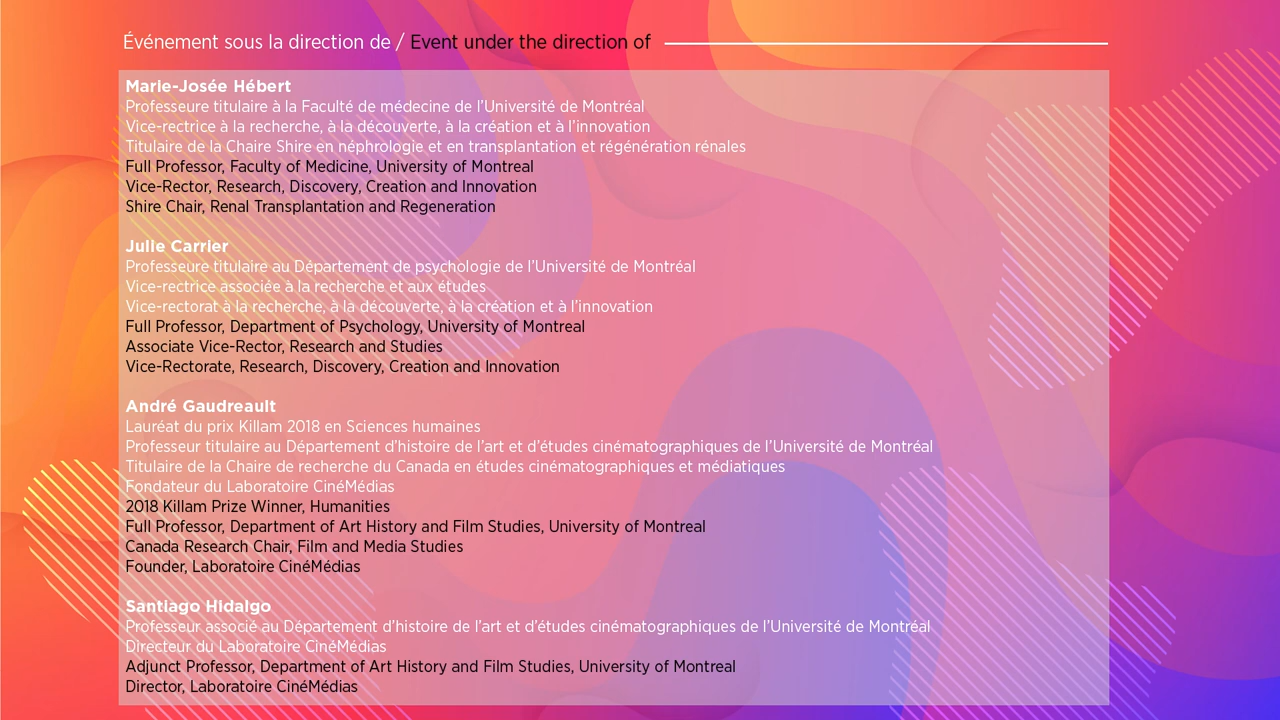 Événement sous la direction de / Event under the direction of
Marie-Josée Hébert
Professeure titulaire à la Faculté de médecine de l'Université de Montréal
Vice-rectrice à la recherche, à la découverte, à la création et à l'innovation
Titulaire de la Chaire Shire en néphrologie et en transplantation et régénération rénales
Full Professor, Faculty of Medicine, University of Montreal
Vice-Rector, Research, Discovery, Creation and Innovation
Shire Chair, Renal Transplantation and Regeneration
Julie Carrier
Professeure titulaire au Département de psychologie de l'Université de Montréal
Vice-rectrice associée à la recherche et aux études
Vice-rectorat à la recherche, à la découverte, à la création et à l'innovation
Full Professor, Department of Psychology, University of Montreal
Associate Vice-Rector, Research and Studies
Vice-Rectorate, Research, Discovery, Creation and Innovation
André Gaudreault
Lauréat du prix Killam 2018 en Sciences humaines
Professeur titulaire au Département d'histoire de l'art et d'études cinématographiques de l'Université de Montréal
Titulaire de la Chaire de recherche du Canada en études cinématographiques et médiatiques
Fondateur du Laboratoire CinéMédias
2018 Killam Prize Winner, Humanities
Full Professor, Department of Art History and Film Studies, University of Montreal
Canada Research Chair, Film and Media Studies
Founder, Laboratoire CinéMédias
Santiago Hidalgo
Professeur associé au Département d'histoire de l'art et d'études cinématographiques de l'Université de Montréal
Directeur du Laboratoire CinéMédias
Adjunct Professor, Department of Art History and Film Studies, University of Montreal
Director, Laboratoire CinéMédias